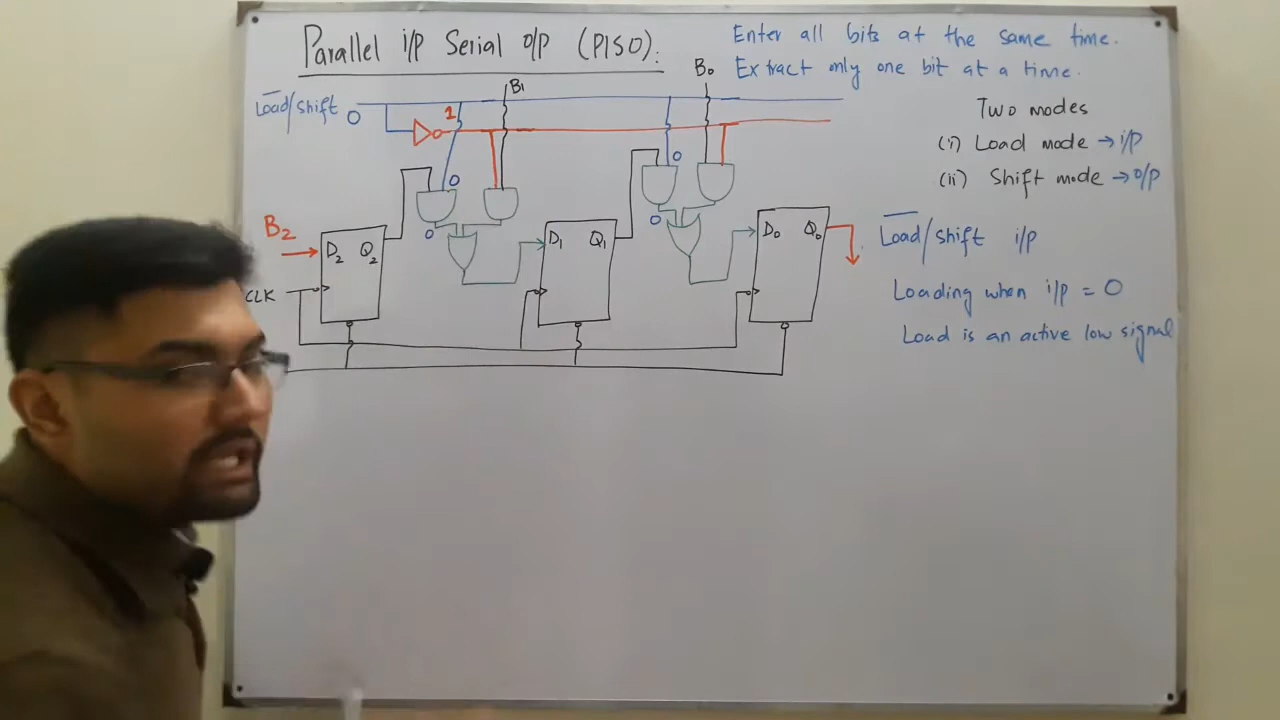 Parallel i/p Serial o/p (PISO).
Enter all bits at the same time.
Extract only one bit at a time.
B₁
B₀
Load/shift 0
1
Two modes
(i) Load mode → i/p
(ii) Shift mode → o/p
0
0
0
0
B₂
D₂ Q₂
D₁ Q₁
D₀ Q₀
CLK
Load/shift i/p
Loading when i/p = 0
Load is an active low signal